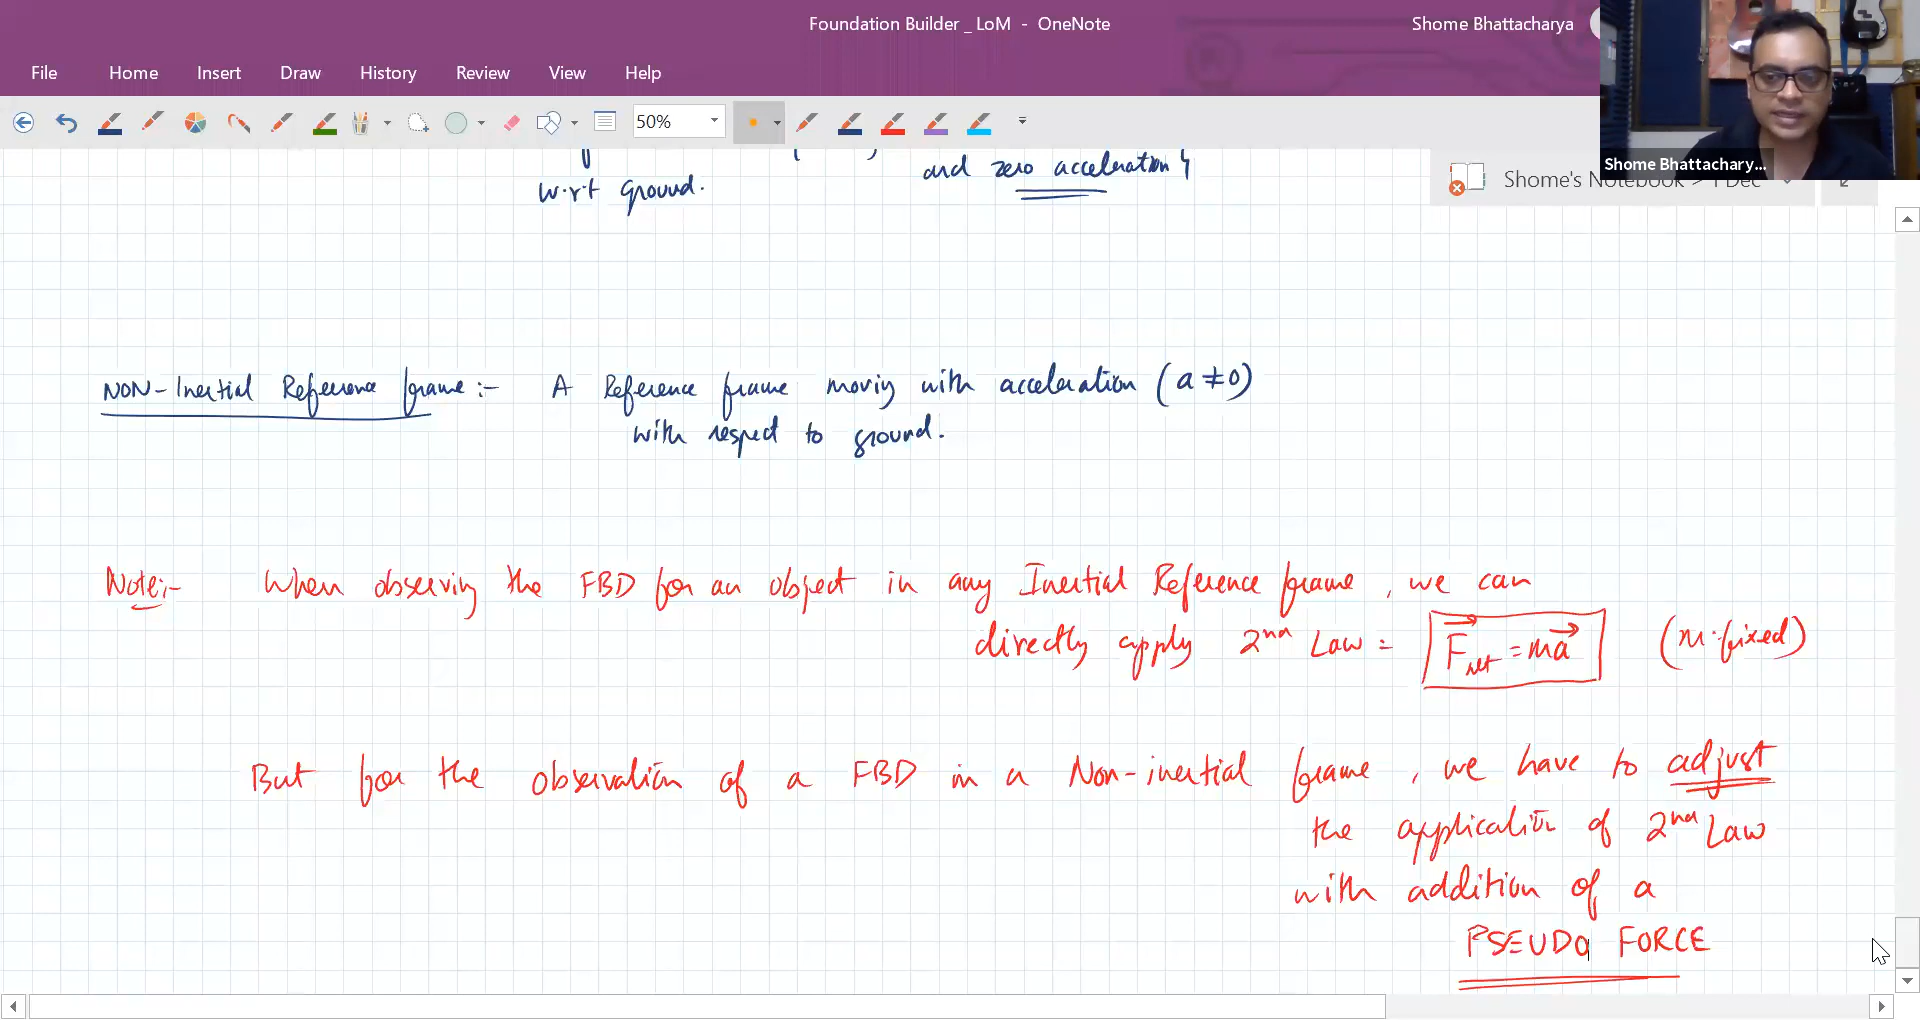 Foundation Builder _ LoM - OneNote
Shome Bhattacharya
File Home Insert Draw History Review View Help
50%
Shome Bhattachary...
Shome's Notebook > 1 Dec
and zero acceleration
w.r.t ground.
NON-Inertial Reference frame:- A Reference frame moving with acceleration (a ≠ 0)
with respect to ground.
Note:- When observing the FBD for an object in any Inertial Reference frame, we can
directly apply 2nd Law = F⃗net = ma⃗ (m:fixed)
But for the observation of a FBD in a Non-inertial frame, we have to adjust
the application of 2nd Law
with addition of a
PSEUDO FORCE